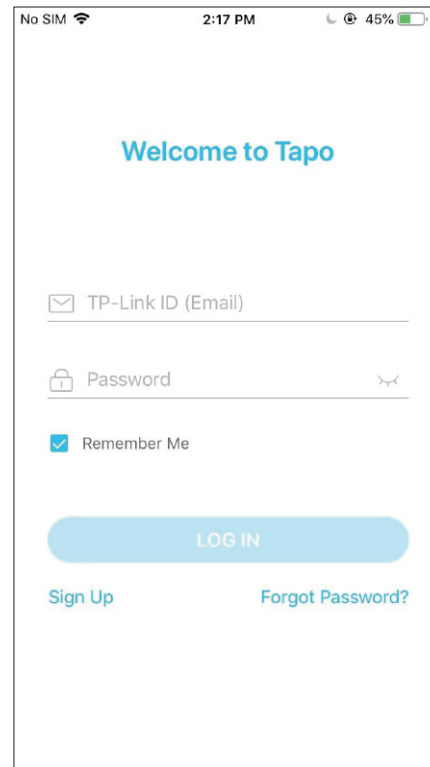 No SIM 2:17 PM 45%
Welcome to Tapo
TP-Link ID (Email)
Password
Remember Me
LOG IN
Sign Up Forgot Password?